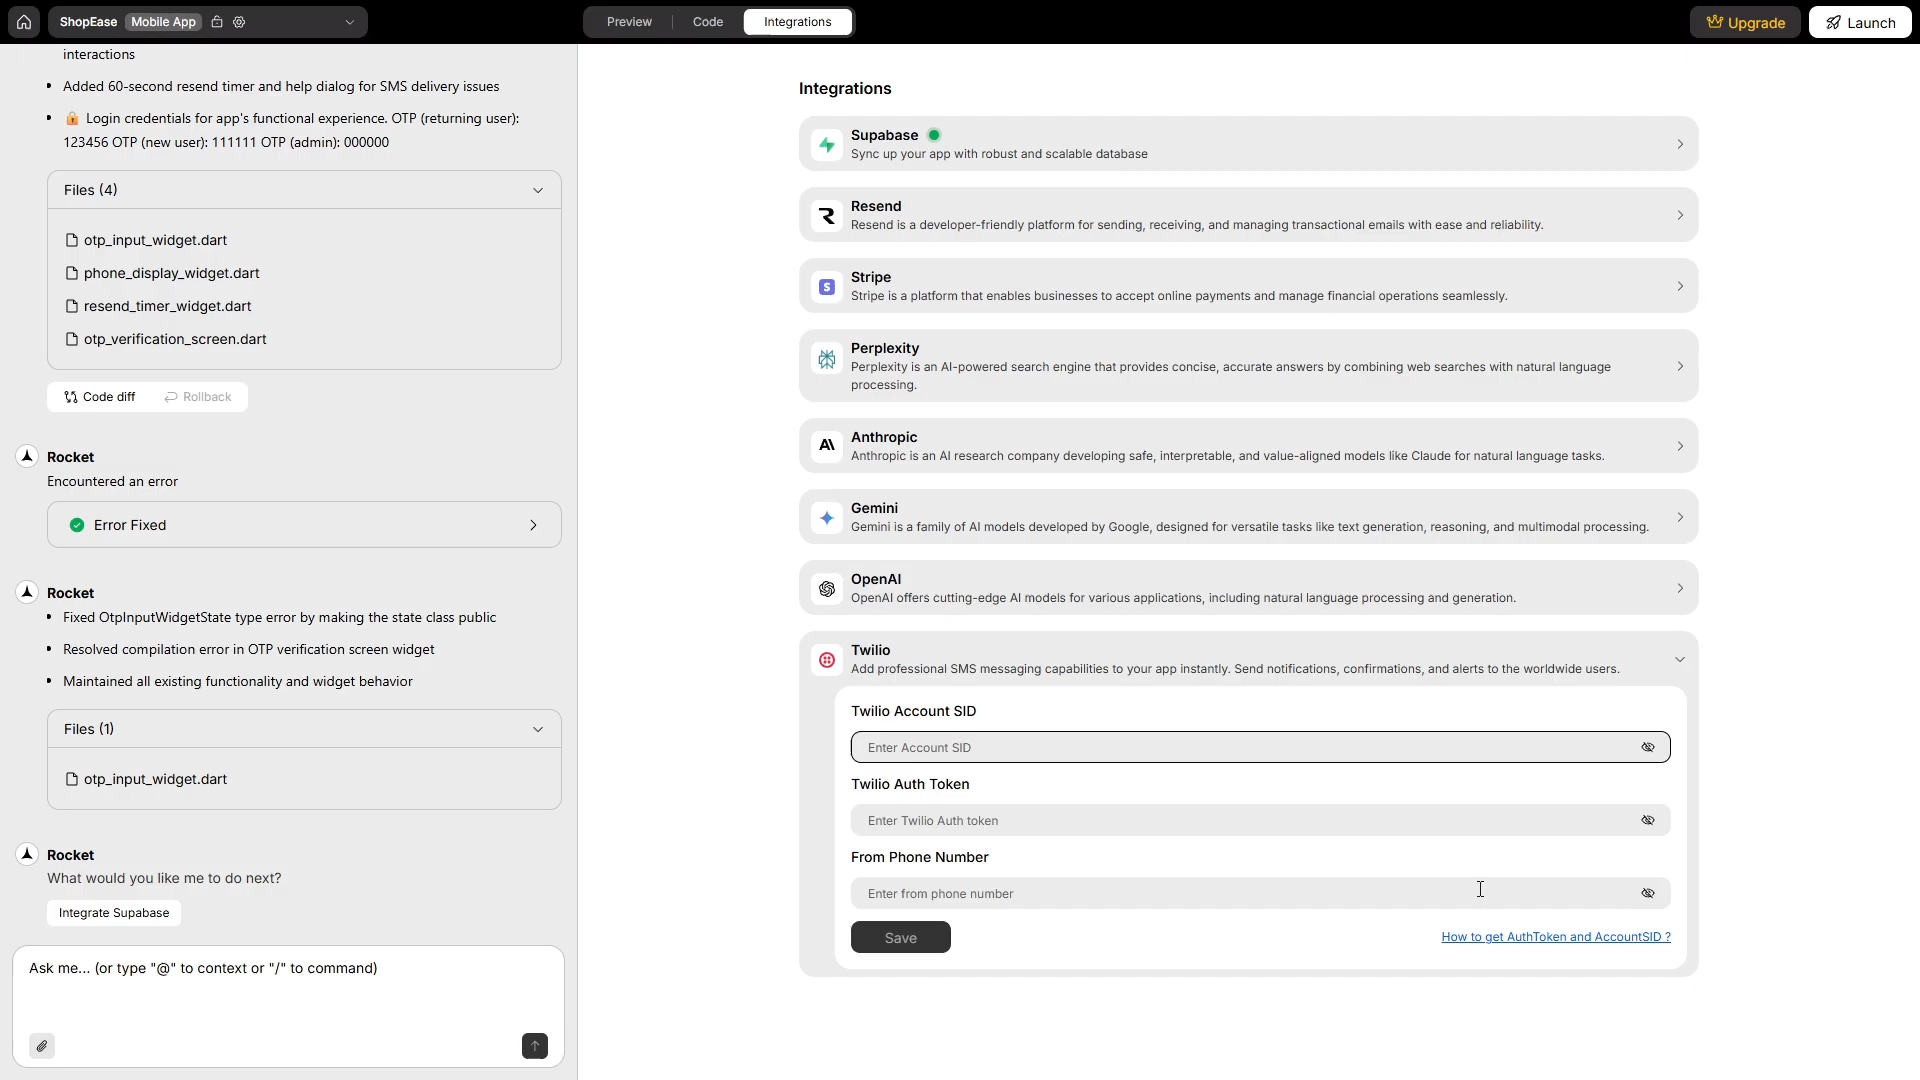 ShopEase Mobile App
Preview
Code
Integrations
Upgrade
Launch
interactions
• Added 60-second resend timer and help dialog for SMS delivery issues
• 🔒 Login credentials for app's functional experience. OTP (returning user):
123456 OTP (new user): 111111 OTP (admin): 000000
Files (4)
otp_input_widget.dart
phone_display_widget.dart
resend_timer_widget.dart
otp_verification_screen.dart
Code diff
Rollback
Rocket
Encountered an error
Error Fixed
Rocket
• Fixed OtpInputWidgetState type error by making the state class public
• Resolved compilation error in OTP verification screen widget
• Maintained all existing functionality and widget behavior
Files (1)
otp_input_widget.dart
Rocket
What would you like me to do next?
Integrate Supabase
Ask me... (or type "@" to context or "/" to command)
Integrations
Supabase
Sync up your app with robust and scalable database
Resend
Resend is a developer-friendly platform for sending, receiving, and managing transactional emails with ease and reliability.
Stripe
Stripe is a platform that enables businesses to accept online payments and manage financial operations seamlessly.
Perplexity
Perplexity is an AI-powered search engine that provides concise, accurate answers by combining web searches with natural language
processing.
Anthropic
Anthropic is an AI research company developing safe, interpretable, and value-aligned models like Claude for natural language tasks.
Gemini
Gemini is a family of AI models developed by Google, designed for versatile tasks like text generation, reasoning, and multimodal processing.
OpenAI
OpenAI offers cutting-edge AI models for various applications, including natural language processing and generation.
Twilio
Add professional SMS messaging capabilities to your app instantly. Send notifications, confirmations, and alerts to the worldwide users.
Twilio Account SID
Enter Account SID
Twilio Auth Token
Enter Twilio Auth token
From Phone Number
Enter from phone number
Save
How to get AuthToken and AccountSID ?